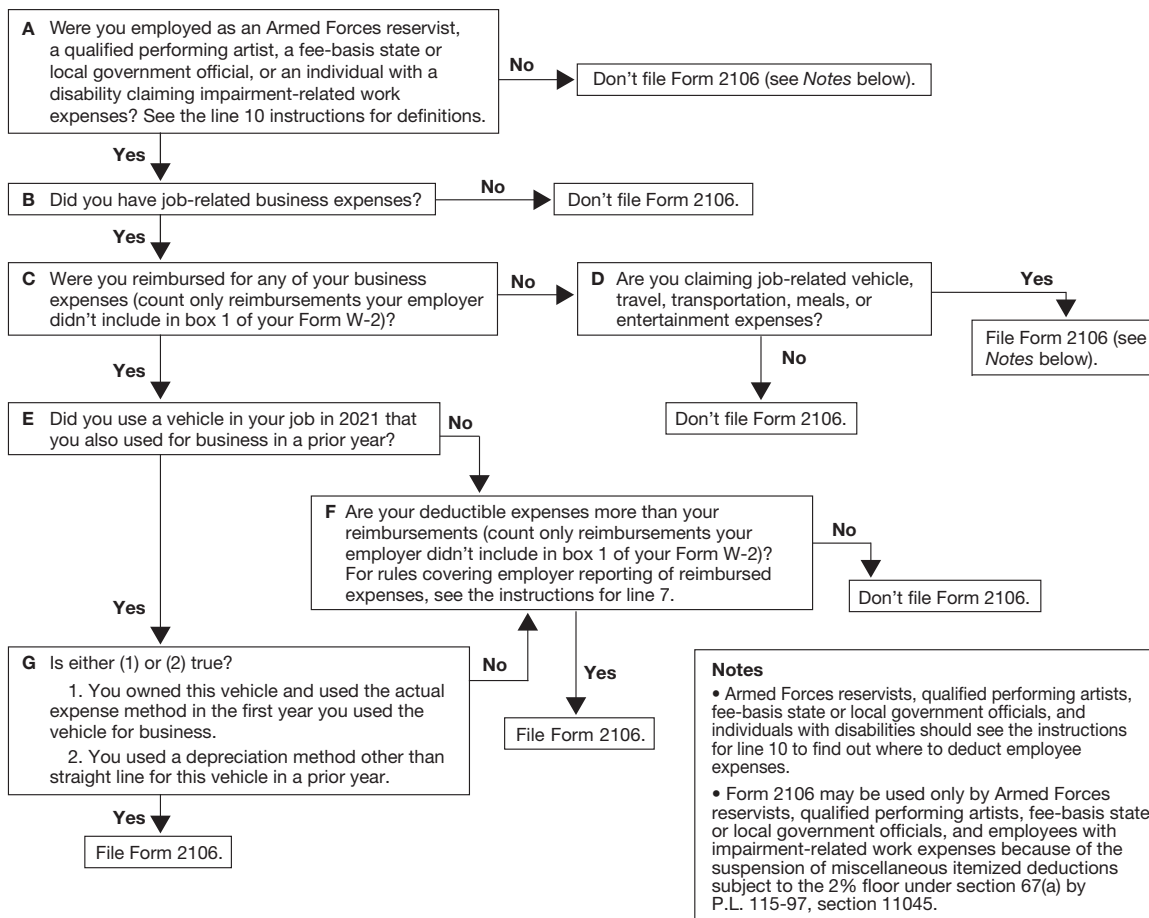 A Were you employed as an Armed Forces reservist,
a qualified performing artist, a fee-basis state or
local government official, or an individual with a
disability claiming impairment-related work
expenses? See the line 10 instructions for definitions.
No
Don't file Form 2106 (see Notes below).
Yes
B Did you have job-related business expenses?
No
Don't file Form 2106.
Yes
C Were you reimbursed for any of your business
expenses (count only reimbursements your employer
didn't include in box 1 of your Form W-2)?
No
D Are you claiming job-related vehicle,
travel, transportation, meals, or
entertainment expenses?
Yes
File Form 2106 (see
Notes below).
No
Don't file Form 2106.
Yes
E Did you use a vehicle in your job in 2021 that
you also used for business in a prior year?
No
F Are your deductible expenses more than your
reimbursements (count only reimbursements your
employer didn't include in box 1 of your Form W-2)?
For rules covering employer reporting of reimbursed
expenses, see the instructions for line 7.
No
Don't file Form 2106.
Yes
File Form 2106.
Yes
G Is either (1) or (2) true?
1. You owned this vehicle and used the actual
expense method in the first year you used the
vehicle for business.
2. You used a depreciation method other than
straight line for this vehicle in a prior year.
No
Yes
File Form 2106.
Notes
• Armed Forces reservists, qualified performing artists,
fee-basis state or local government officials, and
individuals with disabilities should see the instructions
for line 10 to find out where to deduct employee
expenses.
• Form 2106 may be used only by Armed Forces
reservists, qualified performing artists, fee-basis state
or local government officials, and employees with
impairment-related work expenses because of the
suspension of miscellaneous itemized deductions
subject to the 2% floor under section 67(a) by
P.L. 115-97, section 11045.